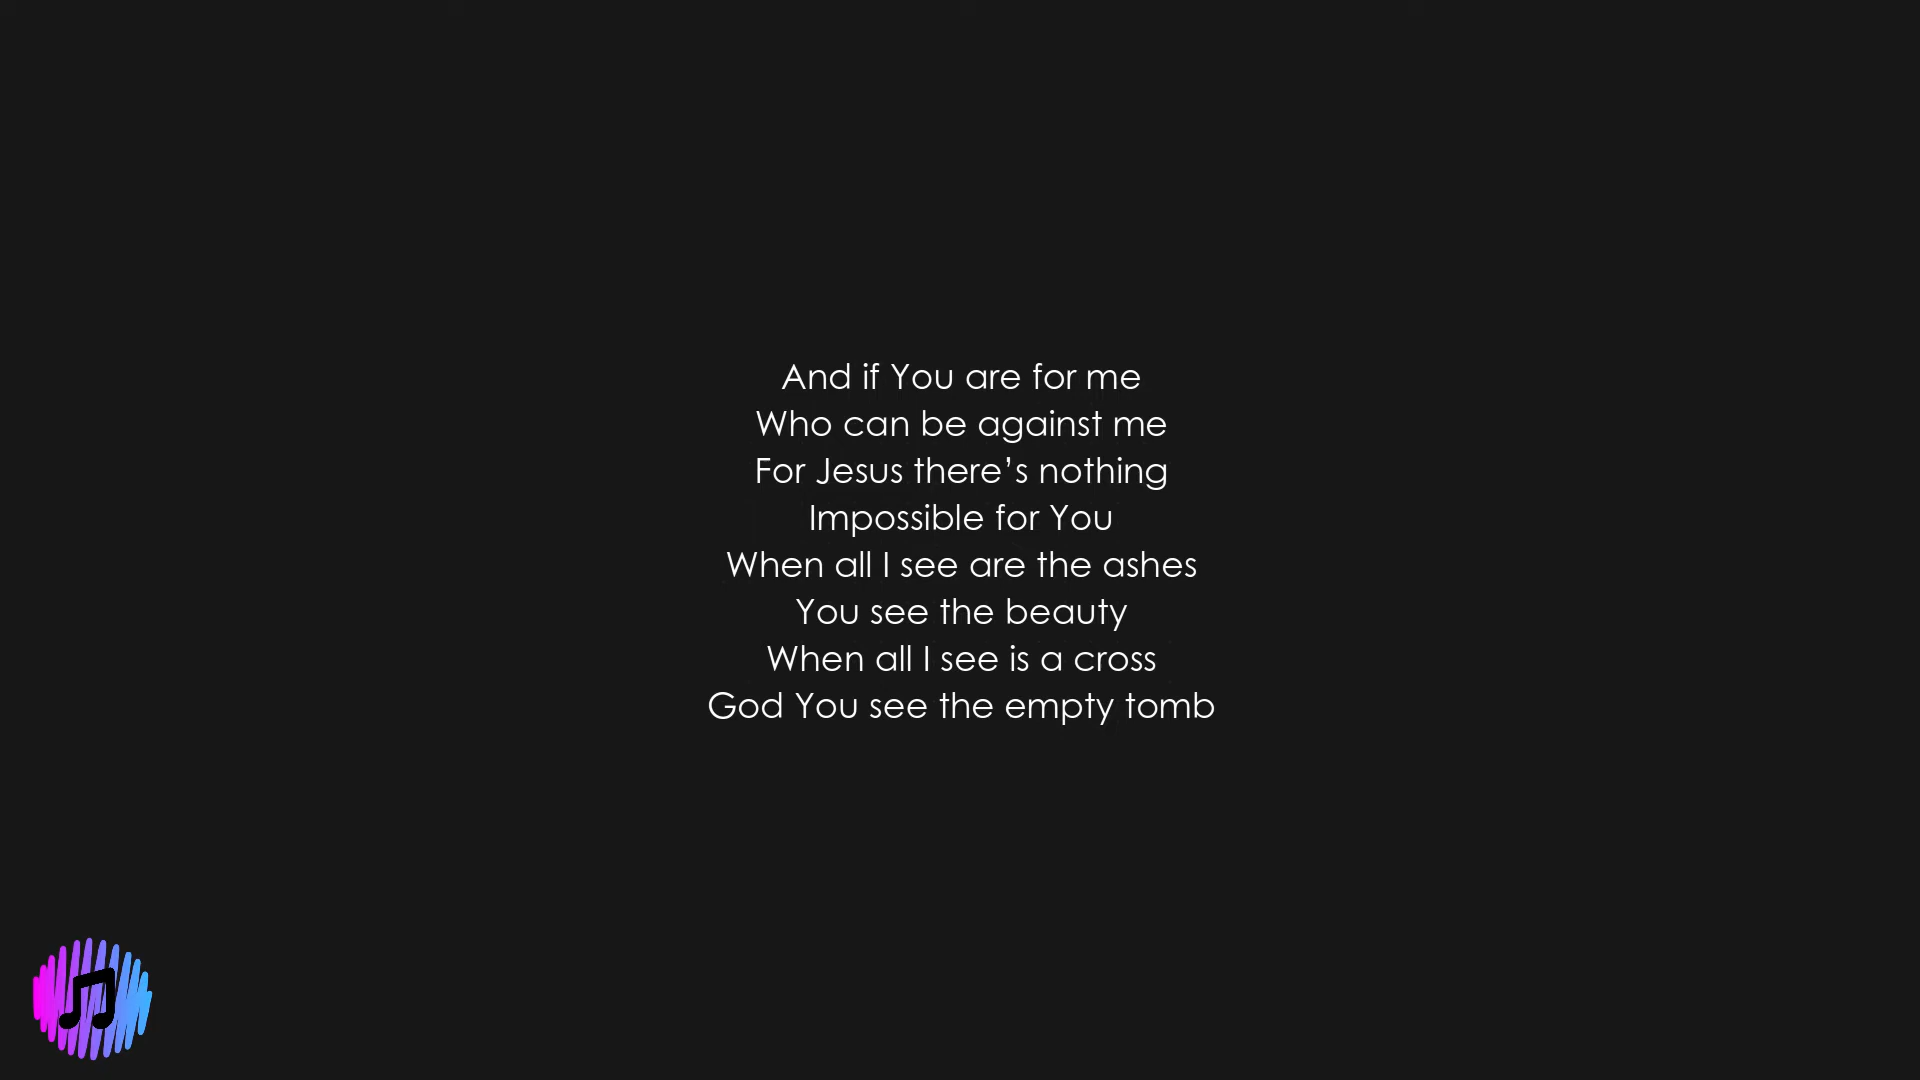 And if You are for me
Who can be against me
For Jesus there’s nothing
Impossible for You
When all I see are the ashes
You see the beauty
When all I see is a cross
God You see the empty tomb